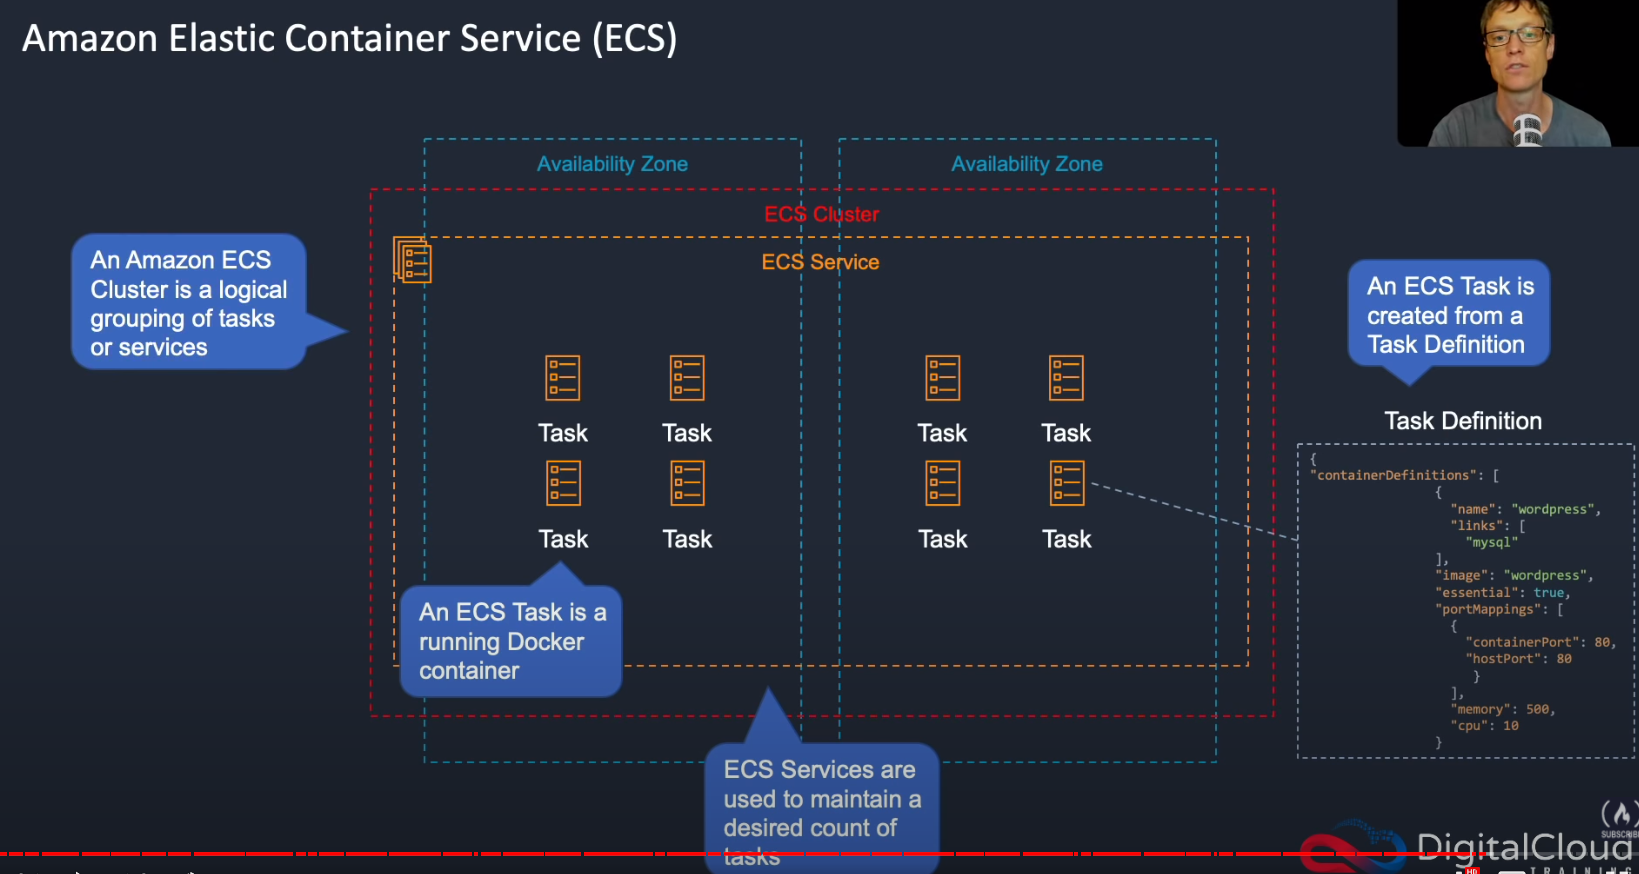 Amazon Elastic Container Service (ECS)
Availability Zone
Availability Zone
ECS Cluster
ECS Service
An Amazon ECS
Cluster is a logical
grouping of tasks
or services
An ECS Task is
created from a
Task Definition
Task
Task
Task
Task
Task
Task
Task
Task
Task Definition
{
"containerDefinitions": [
{
"name": "wordpress",
"links": [
"mysql"
],
"image": "wordpress",
"essential": true,
"portMappings": [
{
"containerPort": 80,
"hostPort": 80
}
],
"memory": 500,
"cpu": 10
}
An ECS Task is a
running Docker
container
ECS Services are
used to maintain a
desired count of
tasks
SUBSCRIBE
DigitalCloud
TRAINING
HD